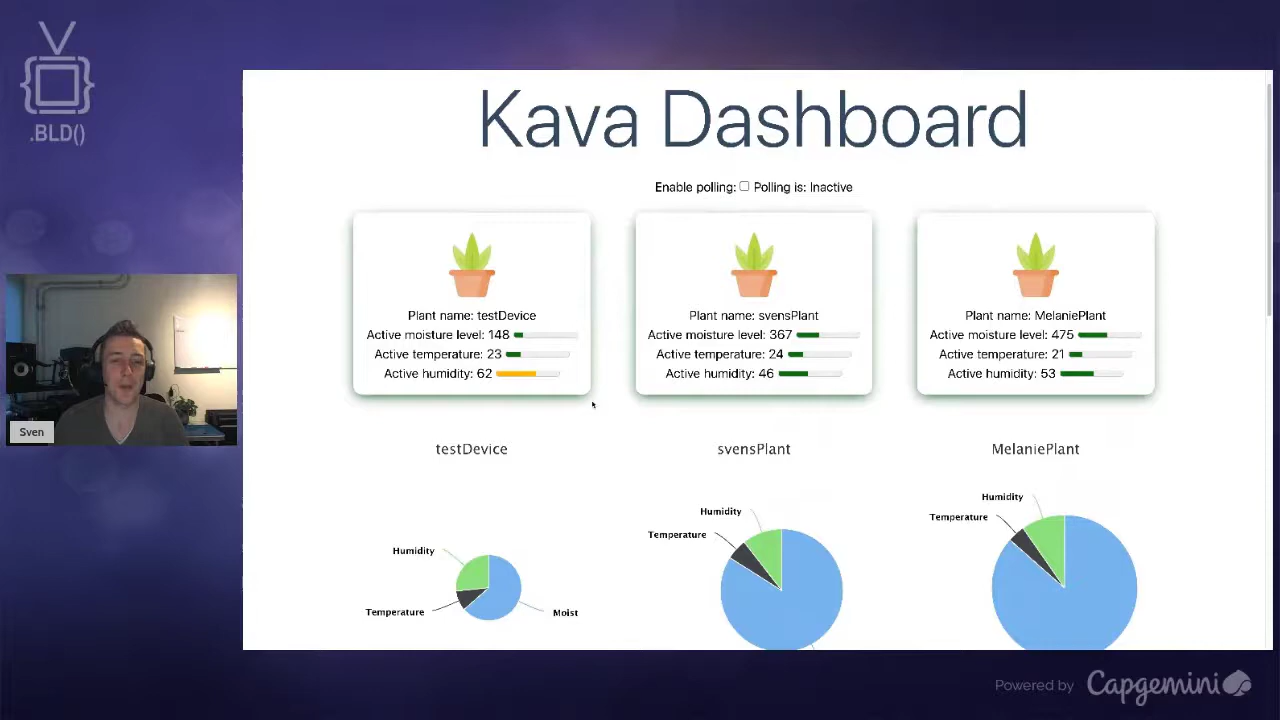 .BLD()
Kava Dashboard
Enable polling: Polling is: Inactive
Plant name: testDevice
Active moisture level: 148
Active temperature: 23
Active humidity: 62
Plant name: svensPlant
Active moisture level: 367
Active temperature: 24
Active humidity: 46
Plant name: MelaniePlant
Active moisture level: 475
Active temperature: 21
Active humidity: 53
testDevice
Humidity
Temperature
Moist
svensPlant
Humidity
Temperature
MelaniePlant
Humidity
Temperature
Sven
Powered by Capgemini